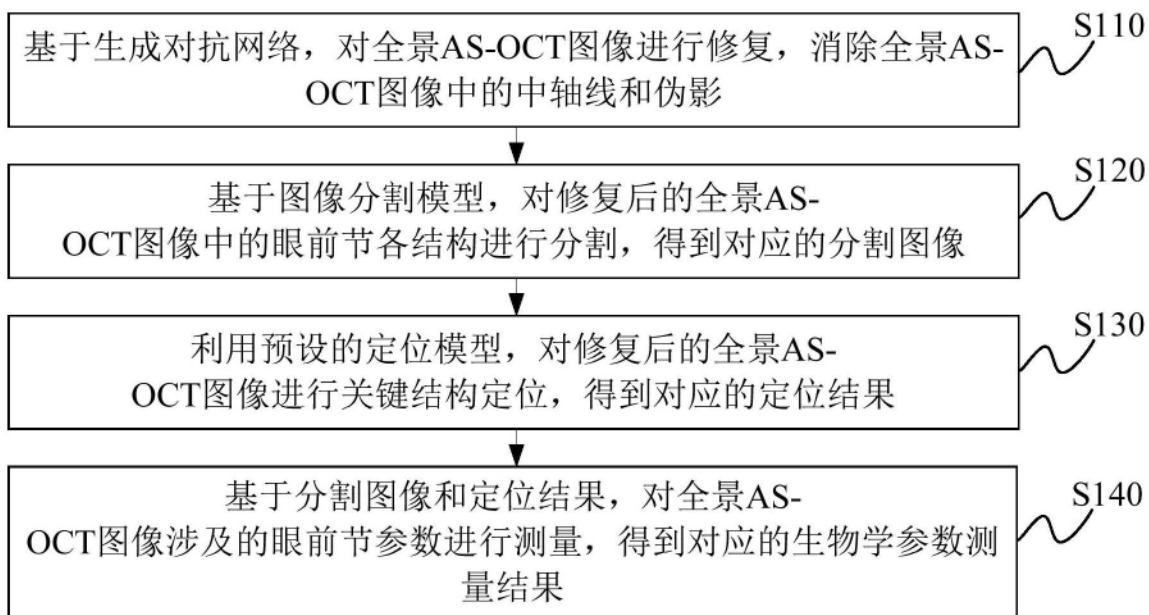 S110
基于生成对抗网络，对全景AS-OCT图像进行修复，消除全景AS-
OCT图像中的中轴线和伪影
S120
基于图像分割模型，对修复后的全景AS-
OCT图像中的眼前节各结构进行分割，得到对应的分割图像
S130
利用预设的定位模型，对修复后的全景AS-
OCT图像进行关键结构定位，得到对应的定位结果
S140
基于分割图像和定位结果，对全景AS-
OCT图像涉及的眼前节参数进行测量，得到对应的生物学参数测
量结果